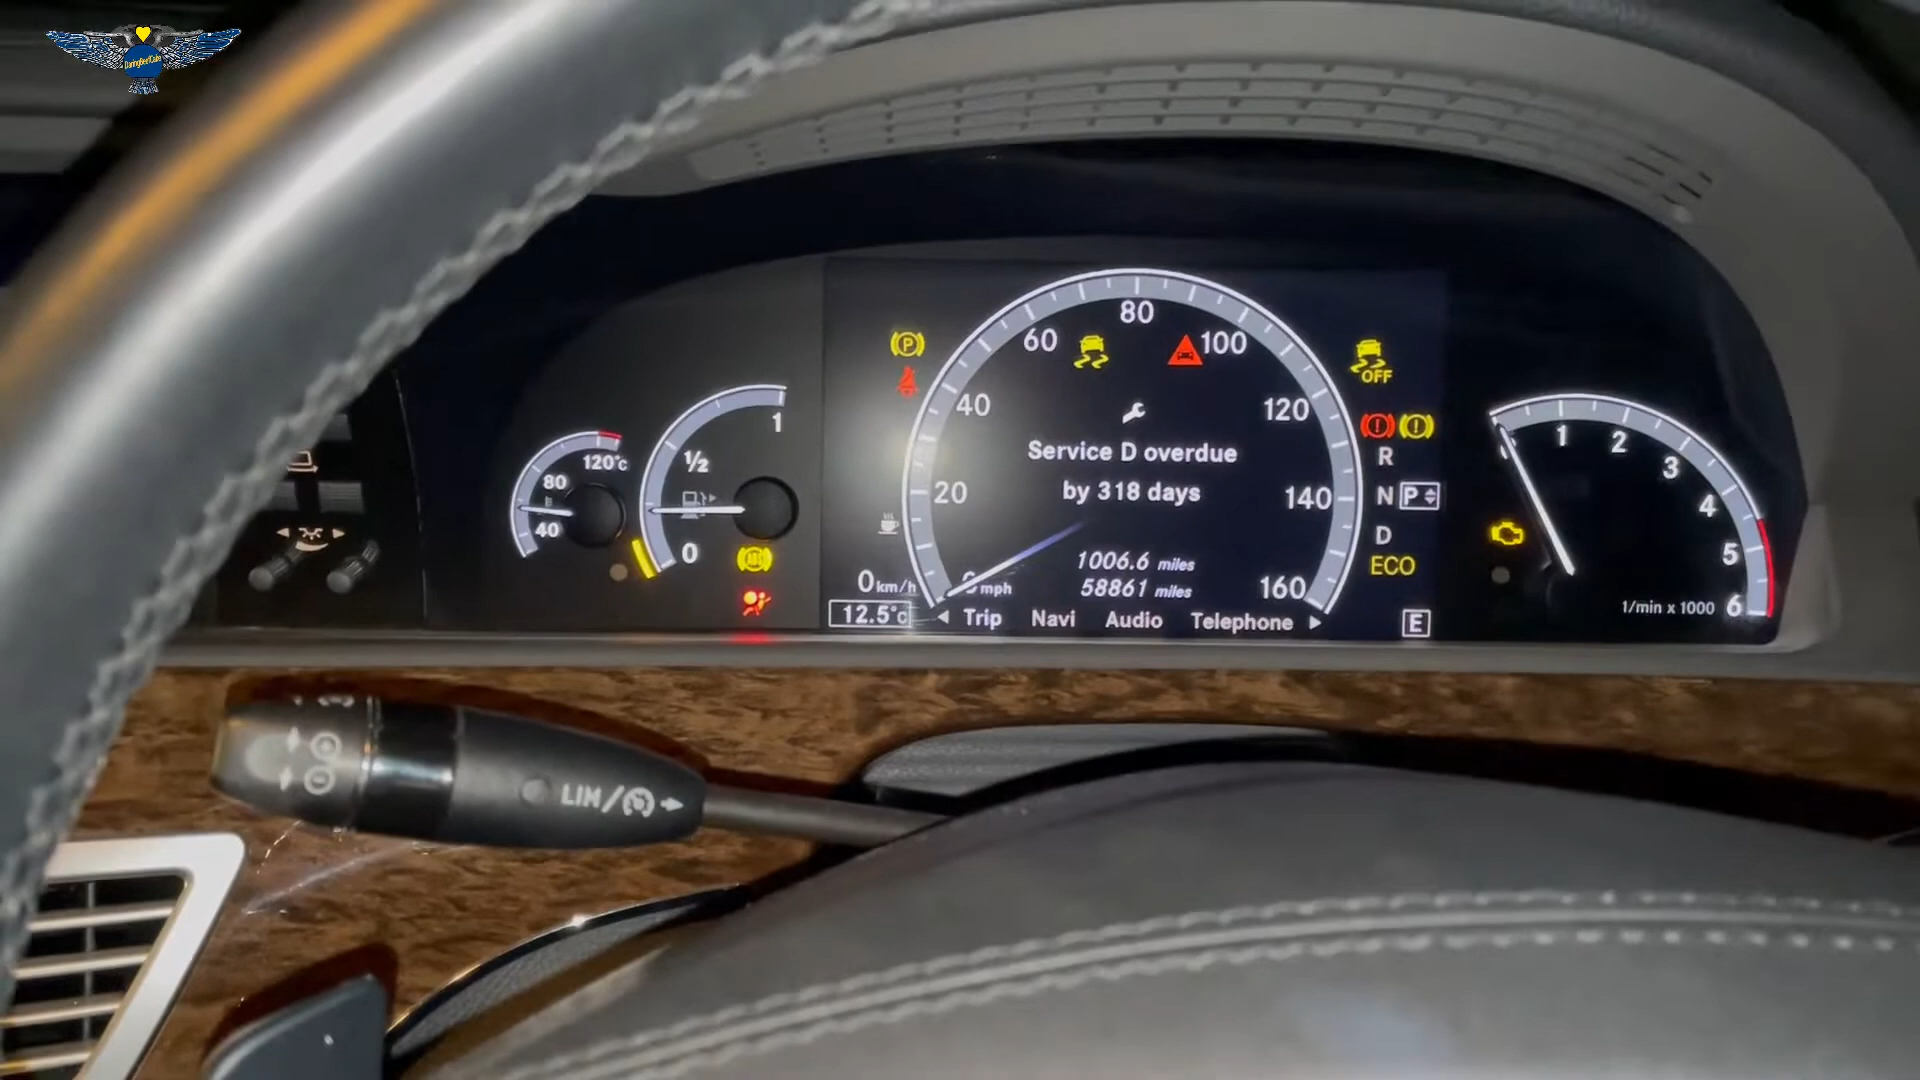 80
60
100
OFF
40
120
Service D overdue
by 318 days
20
140
1006.6 miles
58861 miles
160
mph
0 km/h
12.5°c
Trip Navi Audio Telephone
R
N P
D
ECO
E
120°c
80
40
1
½
0
ABS
P
1
2
3
4
5
6
1/min x 1000
LIM/